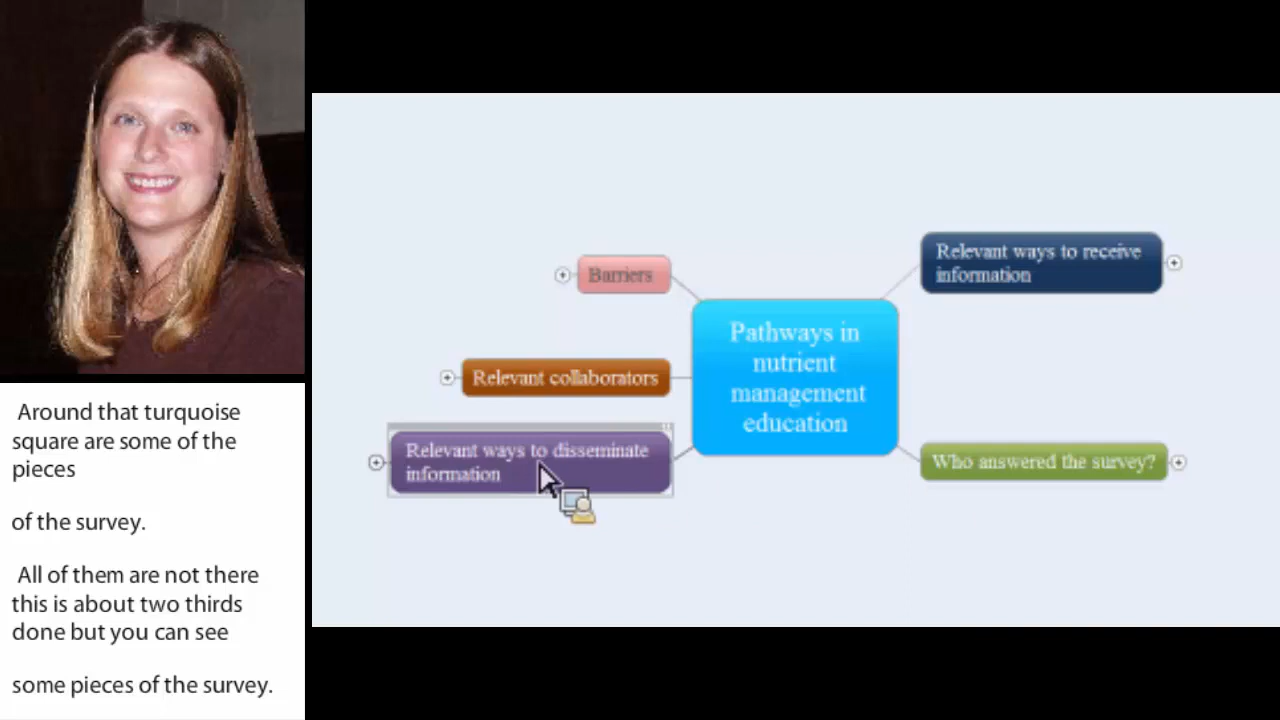 Around that turquoise
square are some of the
pieces
of the survey.
All of them are not there
this is about two thirds
done but you can see
some pieces of the survey.
Barriers
Relevant collaborators
Relevant ways to disseminate
information
Pathways in
nutrient
management
education
Relevant ways to receive
information
Who answered the survey?